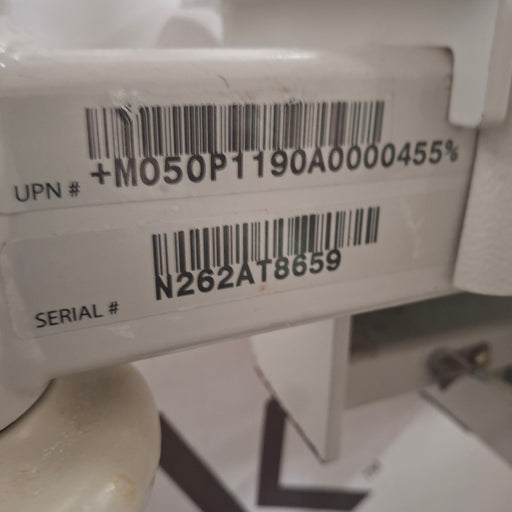 UPN # +M050P1190A0000455%
SERIAL # N262AT8659